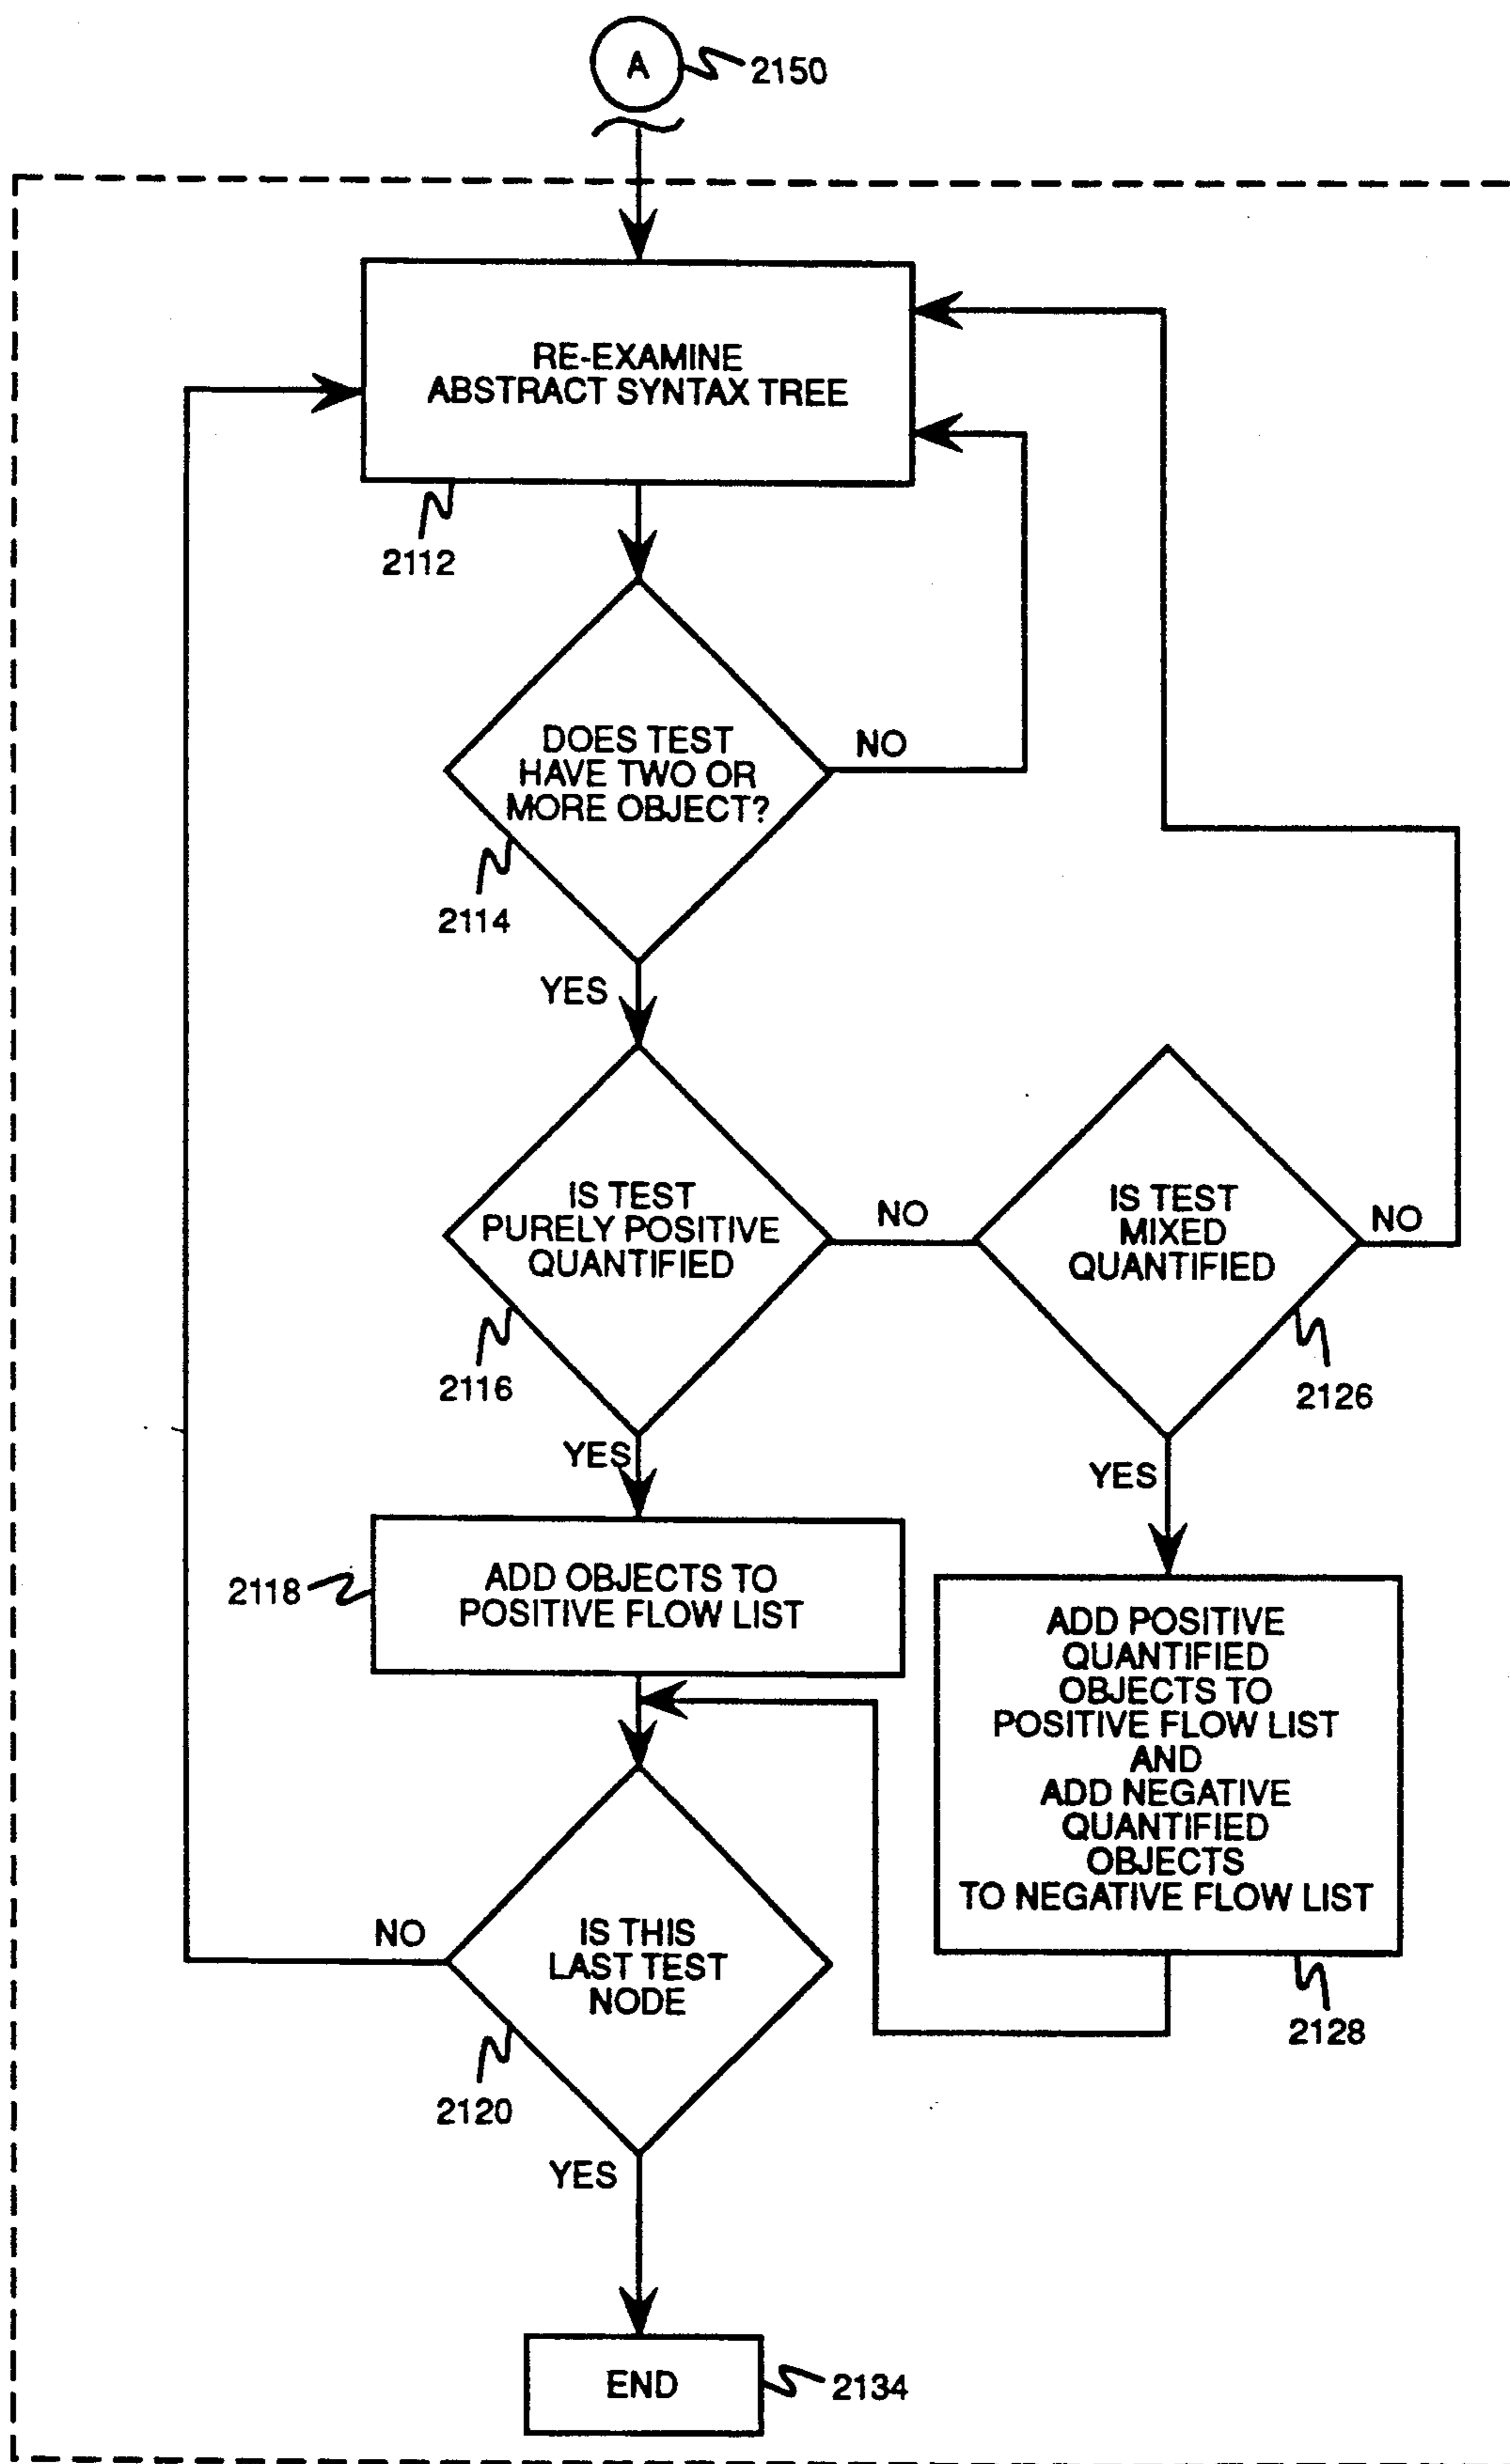 A
2150
RE-EXAMINE
ABSTRACT SYNTAX TREE
2112
DOES TEST
HAVE TWO OR
MORE OBJECT?
NO
2114
YES
IS TEST
PURELY POSITIVE
QUANTIFIED
NO
2116
IS TEST
MIXED
QUANTIFIED
NO
2126
YES
YES
ADD OBJECTS TO
POSITIVE FLOW LIST
2118
ADD POSITIVE
QUANTIFIED
OBJECTS TO
POSITIVE FLOW LIST
AND
ADD NEGATIVE
QUANTIFIED
OBJECTS
TO NEGATIVE FLOW LIST
2128
NO
IS THIS
LAST TEST
NODE
2120
YES
END
2134